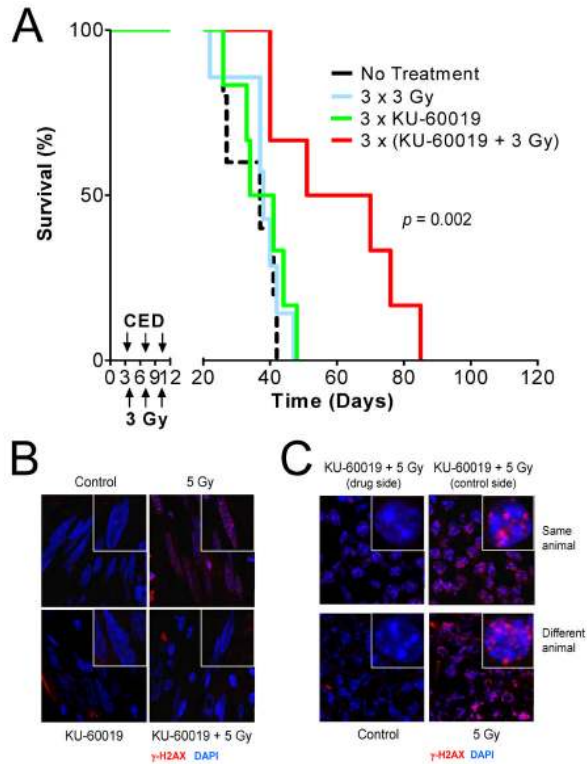 A
Survival (%)
100
50
0
No Treatment
3 x 3 Gy
3 x KU-60019
3 x (KU-60019 + 3 Gy)
p = 0.002
CED
0 3 6 9 12
20 40 60 80 100 120
3 Gy
Time (Days)
B
Control
5 Gy
KU-60019
KU-60019 + 5 Gy
γ-H2AX DAPI
C
KU-60019 + 5 Gy
(drug side)
KU-60019 + 5 Gy
(control side)
Same
animal
Different
animal
Control
5 Gy
γ-H2AX DAPI